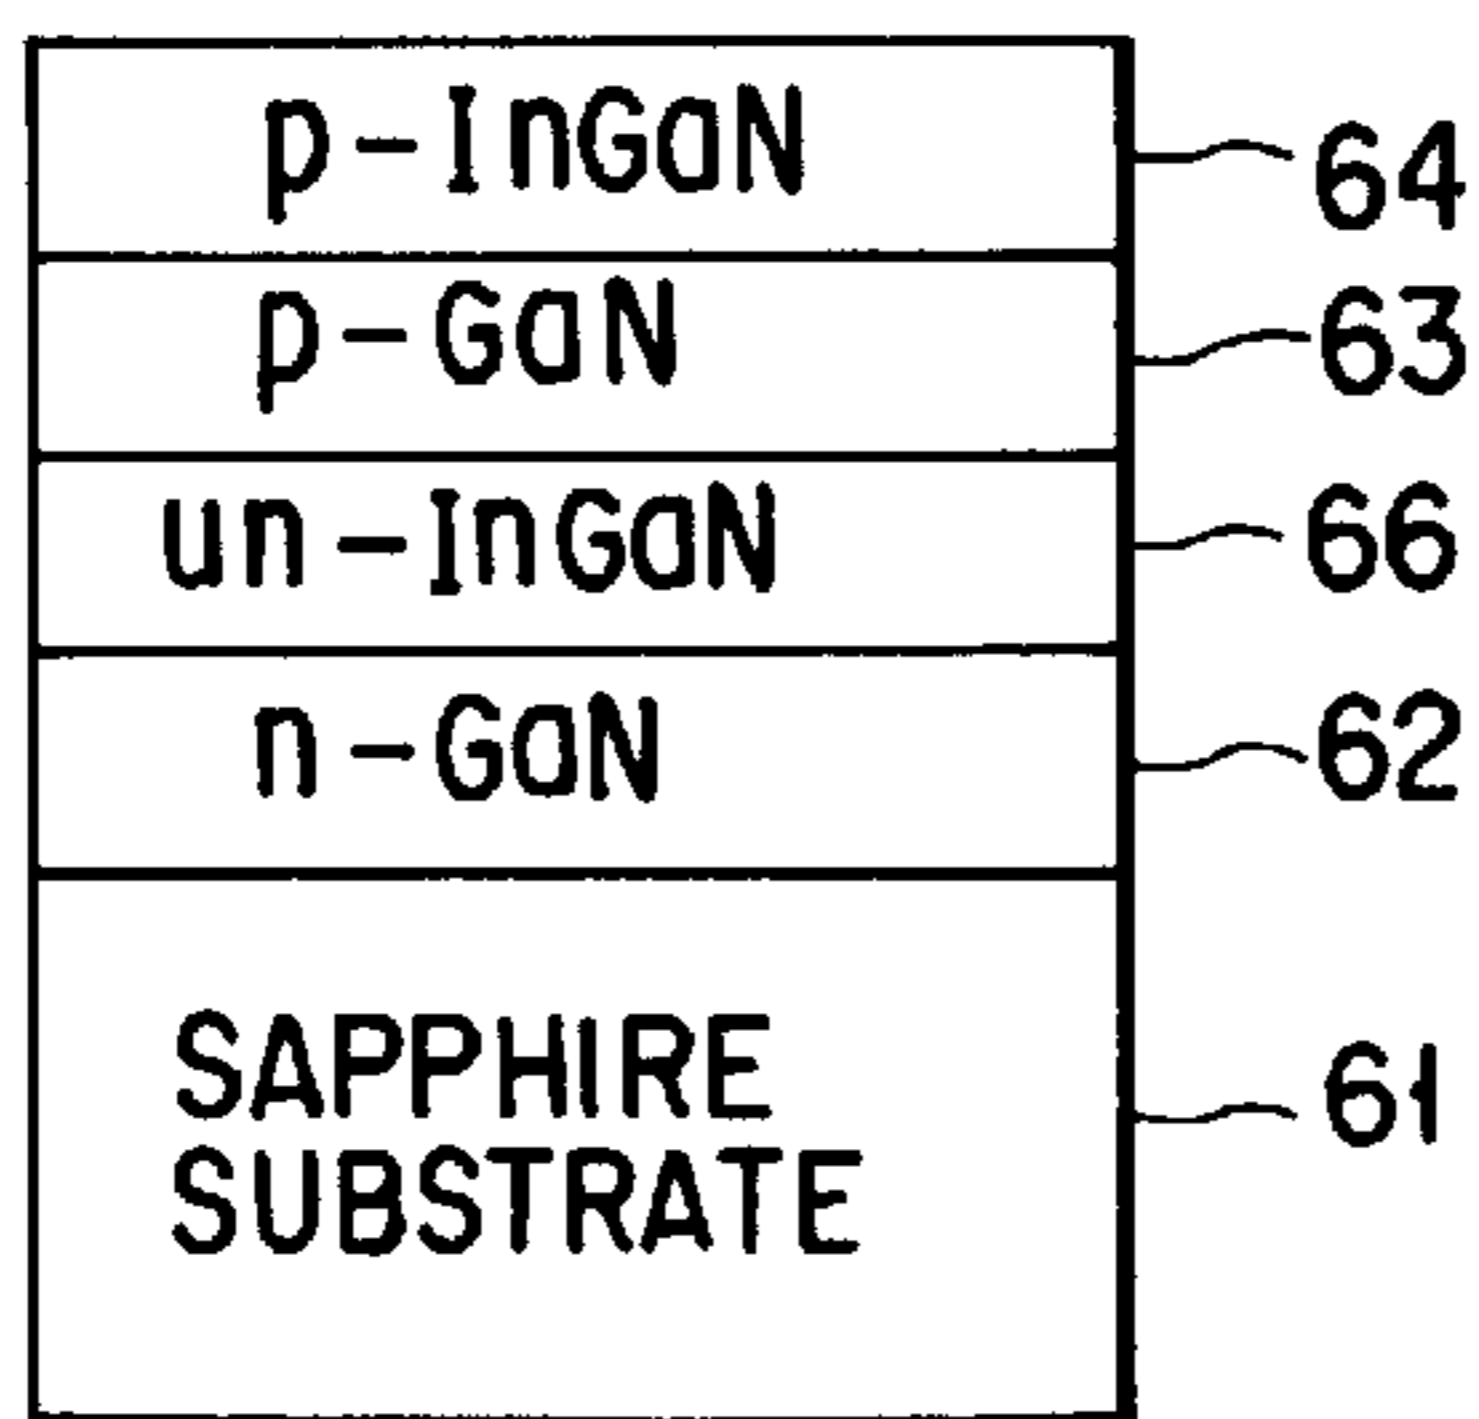 p-InGaN 64
p-GaN 63
un-InGaN 66
n-GaN 62
SAPPHIRE
SUBSTRATE
61